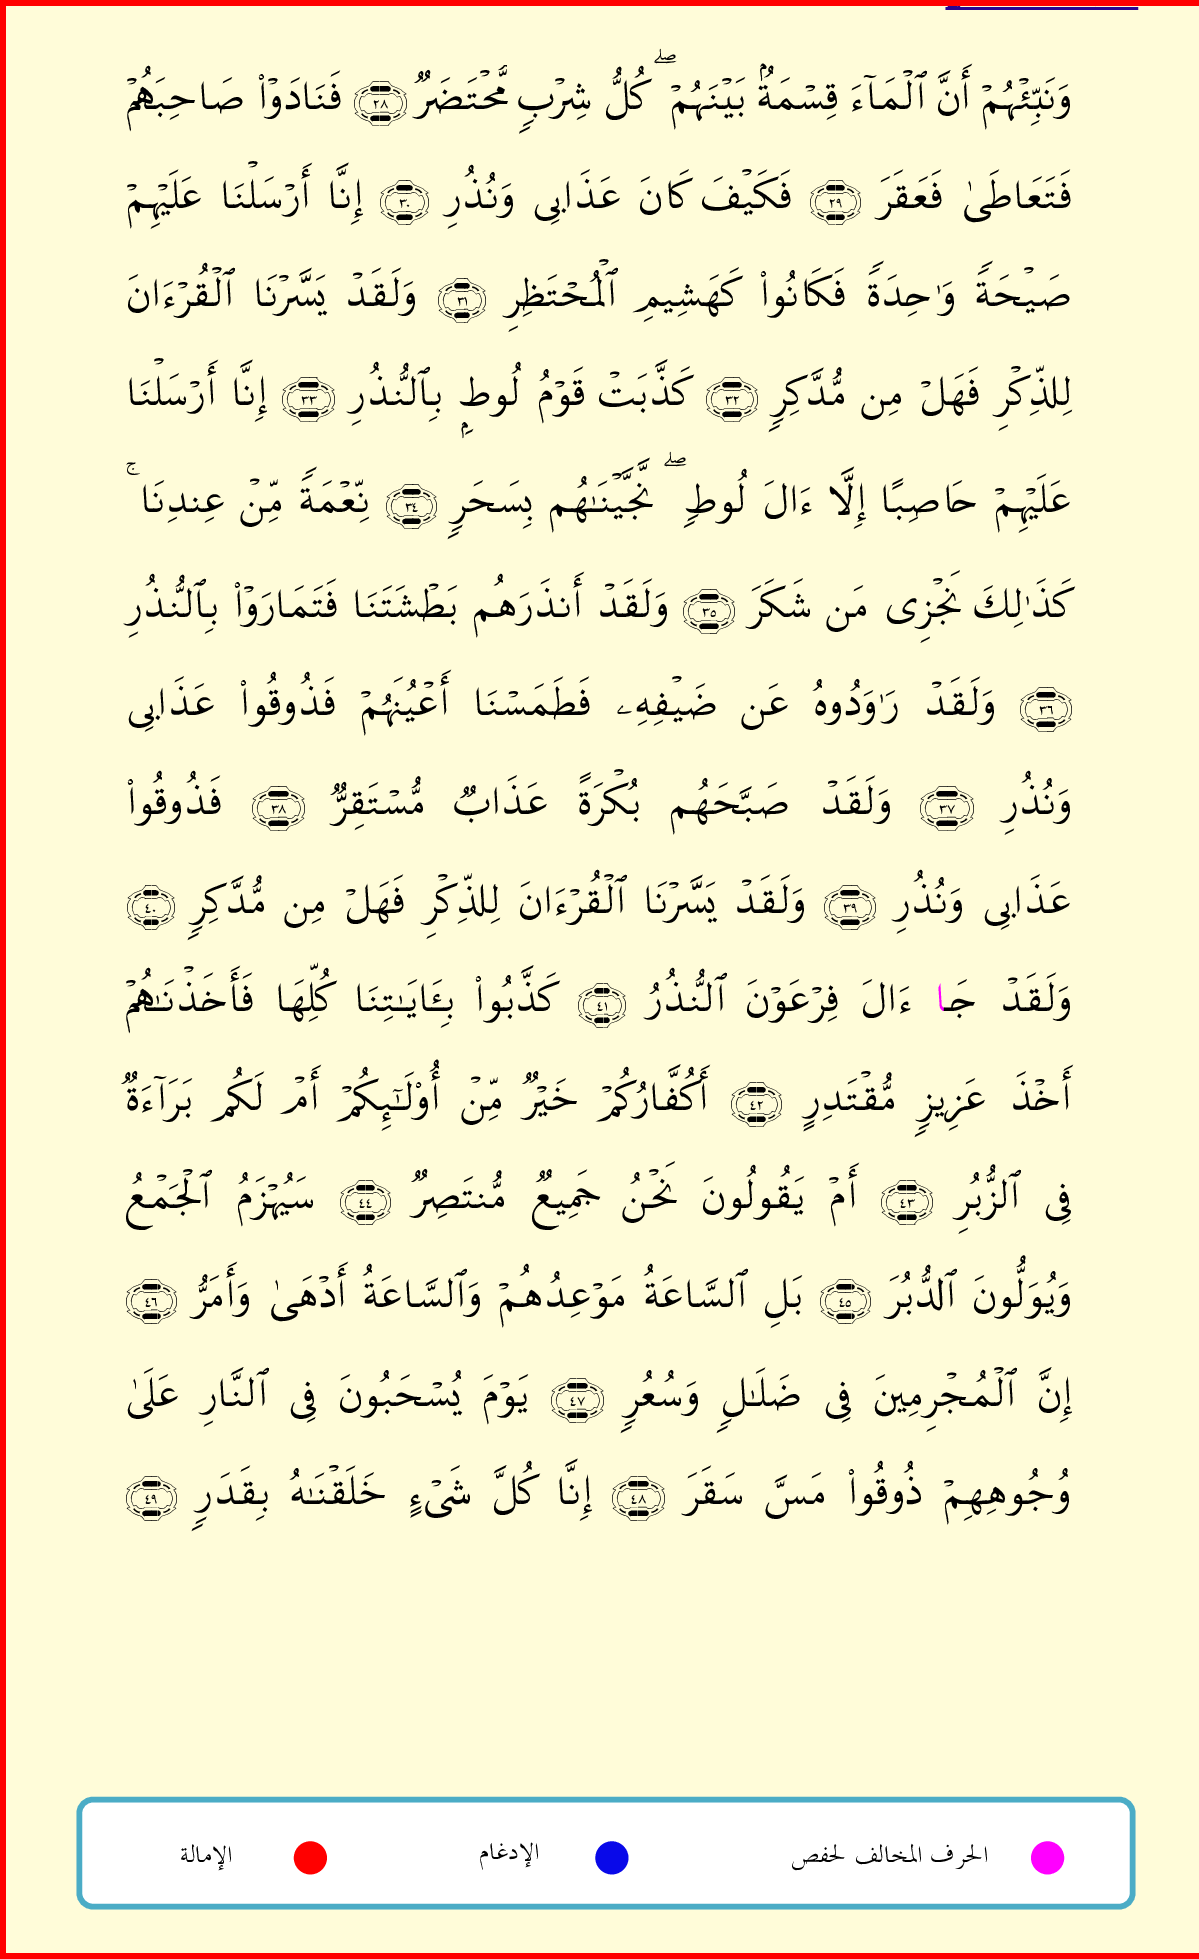 وَنَبِّئۡهُمۡ أَنَّ ٱلۡمَآءَ قِسۡمَةُۢ بَيۡنَهُمۡۖ كُلُّ شِرۡبٖ مُّحۡتَضَرٞ ٢٨ فَنَادَوۡاْ صَاحِبَهُمۡ
فَتَعَاطَىٰ فَعَقَرَ ٢٩ فَكَيۡفَ كَانَ عَذَابِي وَنُذُرِ ٣٠ إِنَّا أَرۡسَلۡنَا عَلَيۡهِمۡ
صَيۡحَةٗ وَٰحِدَةٗ فَكَانُواْ كَهَشِيمِ ٱلۡمُحۡتَظِرِ ٣١ وَلَقَدۡ يَسَّرۡنَا ٱلۡقُرۡءَانَ
لِلذِّكۡرِ فَهَلۡ مِن مُّدَّكِرٖ ٣٢ كَذَّبَتۡ قَوۡمُ لُوطِۭ بِٱلنُّذُرِ ٣٣ إِنَّا أَرۡسَلۡنَا
عَلَيۡهِمۡ حَاصِبًا إِلَّا ءَالَ لُوطٖۖ نَّجَّيۡنَٰهُم بِسَحَرٖ ٣٤ نِّعۡمَةٗ مِّنۡ عِندِنَاۚ
كَذَٰلِكَ نَجۡزِي مَن شَكَرَ ٣٥ وَلَقَدۡ أَنذَرَهُم بَطۡشَتَنَا فَتَمَارَوۡاْ بِٱلنُّذُرِ
٣٦ وَلَقَدۡ رَٰوَدُوهُ عَن ضَيۡفِهِۦ فَطَمَسۡنَا أَعۡيُنَهُمۡ فَذُوقُواْ عَذَابِي
وَنُذُرِ ٣٧ وَلَقَدۡ صَبَّحَهُم بُكۡرَةً عَذَابٞ مُّسۡتَقِرّٞ ٣٨ فَذُوقُواْ
عَذَابِي وَنُذُرِ ٣٩ وَلَقَدۡ يَسَّرۡنَا ٱلۡقُرۡءَانَ لِلذِّكۡرِ فَهَلۡ مِن مُّدَّكِرٖ ٤٠
وَلَقَدۡ جَا ءَالَ فِرۡعَوۡنَ ٱلنُّذُرُ ٤١ كَذَّبُواْ بِـَٔايَٰتِنَا كُلِّهَا فَأَخَذۡنَٰهُمۡ
أَخۡذَ عَزِيزٖ مُّقۡتَدِرٍ ٤٢ أَكُفَّارُكُمۡ خَيۡرٞ مِّنۡ أُوْلَٰٓئِكُمۡ أَمۡ لَكُم بَرَآءَةٞ
فِي ٱلزُّبُرِ ٤٣ أَمۡ يَقُولُونَ نَحۡنُ جَمِيعٞ مُّنتَصِرٞ ٤٤ سَيُهۡزَمُ ٱلۡجَمۡعُ
وَيُوَلُّونَ ٱلدُّبُرَ ٤٥ بَلِ ٱلسَّاعَةُ مَوۡعِدُهُمۡ وَٱلسَّاعَةُ أَدۡهَىٰ وَأَمَرُّ ٤٦
إِنَّ ٱلۡمُجۡرِمِينَ فِي ضَلَٰلٖ وَسُعُرٖ ٤٧ يَوۡمَ يُسۡحَبُونَ فِي ٱلنَّارِ عَلَىٰ
وُجُوهِهِمۡ ذُوقُواْ مَسَّ سَقَرَ ٤٨ إِنَّا كُلَّ شَيۡءٍ خَلَقۡنَٰهُ بِقَدَرٖ ٤٩
الحرف المخالف لحفص الإدغام الإمالة